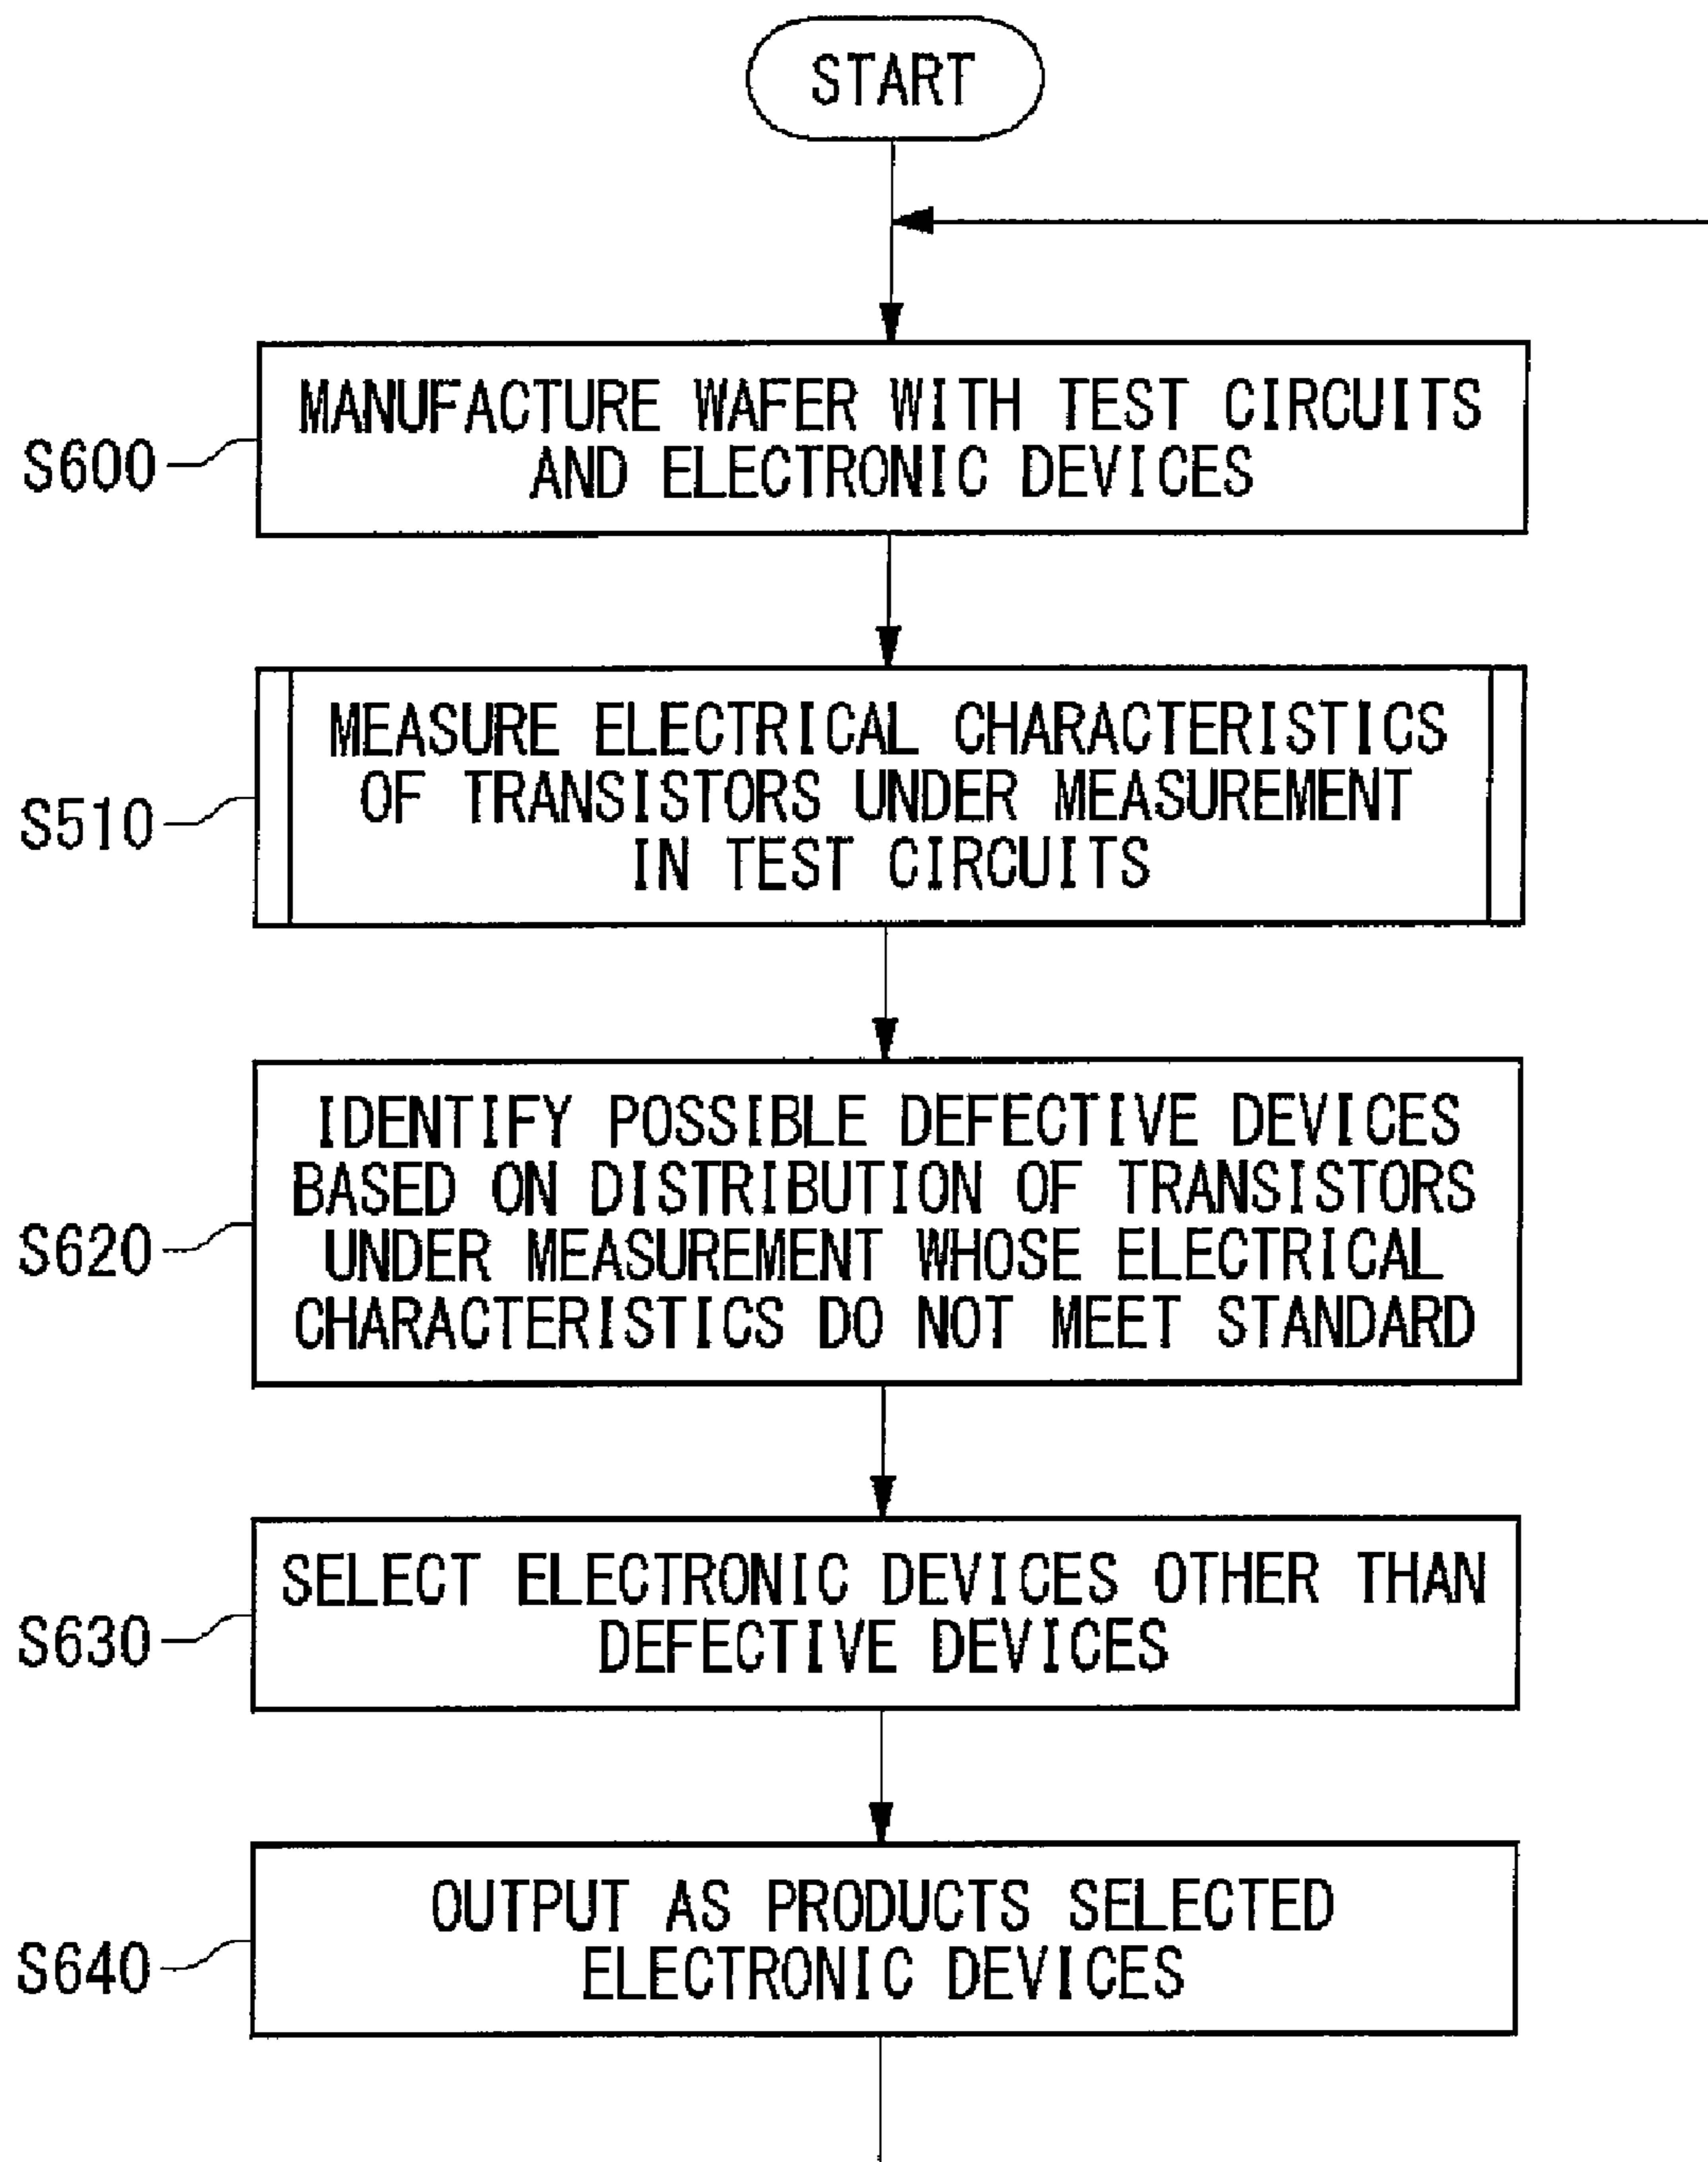 START
MANUFACTURE WAFER WITH TEST CIRCUITS
AND ELECTRONIC DEVICES
S600
MEASURE ELECTRICAL CHARACTERISTICS
OF TRANSISTORS UNDER MEASUREMENT
IN TEST CIRCUITS
S510
IDENTIFY POSSIBLE DEFECTIVE DEVICES
BASED ON DISTRIBUTION OF TRANSISTORS
UNDER MEASUREMENT WHOSE ELECTRICAL
CHARACTERISTICS DO NOT MEET STANDARD
S620
SELECT ELECTRONIC DEVICES OTHER THAN
DEFECTIVE DEVICES
S630
OUTPUT AS PRODUCTS SELECTED
ELECTRONIC DEVICES
S640